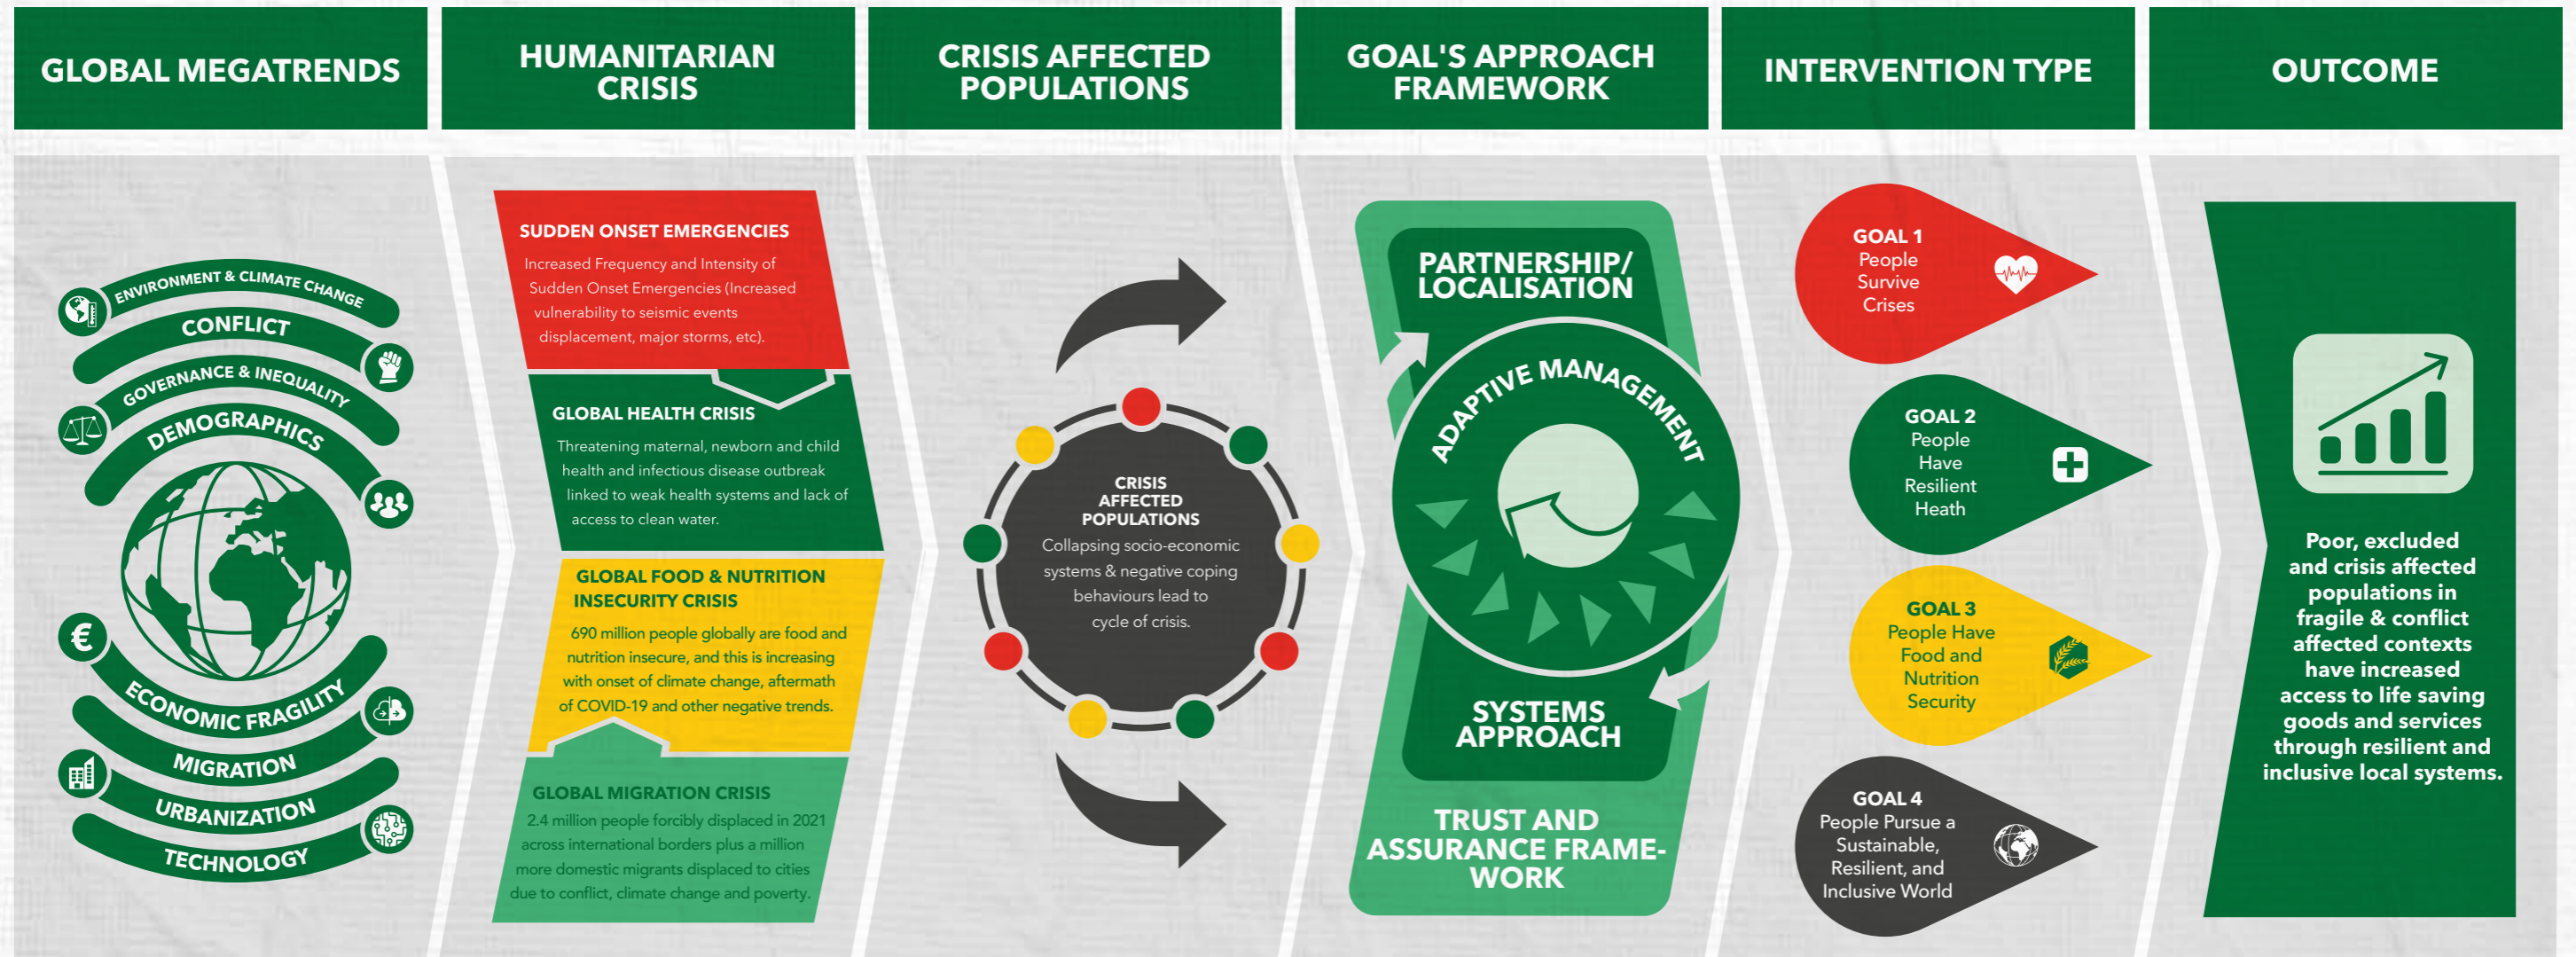 GLOBAL MEGATRENDS
HUMANITARIAN
CRISIS
CRISIS AFFECTED
POPULATIONS
GOAL'S APPROACH
FRAMEWORK
INTERVENTION TYPE
OUTCOME
ENVIRONMENT & CLIMATE CHANGE
CONFLICT
GOVERNANCE & INEQUALITY
DEMOGRAPHICS
€
ECONOMIC FRAGILITY
MIGRATION
URBANIZATION
TECHNOLOGY
SUDDEN ONSET EMERGENCIES
Increased Frequency and Intensity of
Sudden Onset Emergencies (Increased
vulnerability to seismic events
displacement, major storms, etc).
GLOBAL HEALTH CRISIS
Threatening maternal, newborn and child
health and infectious disease outbreak
linked to weak health systems and lack of
access to clean water.
GLOBAL FOOD & NUTRITION
INSECURITY CRISIS
690 million people globally are food and
nutrition insecure, and this is increasing
with onset of climate change, aftermath
of COVID-19 and other negative trends.
GLOBAL MIGRATION CRISIS
2.4 million people forcibly displaced in 2021
across international borders plus a million
more domestic migrants displaced to cities
due to conflict, climate change and poverty.
CRISIS
AFFECTED
POPULATIONS
Collapsing socio-economic
systems & negative coping
behaviours lead to
cycle of crisis.
PARTNERSHIP/
LOCALISATION
ADAPTIVE MANAGEMENT
SYSTEMS
APPROACH
TRUST AND
ASSURANCE FRAME-
WORK
GOAL 1
People
Survive
Crises
GOAL 2
People
Have
Resilient
Heath
GOAL 3
People Have
Food and
Nutrition
Security
GOAL 4
People Pursue a
Sustainable,
Resilient, and
Inclusive World
Poor, excluded
and crisis affected
populations in
fragile & conflict
affected contexts
have increased
access to life saving
goods and services
through resilient and
inclusive local systems.